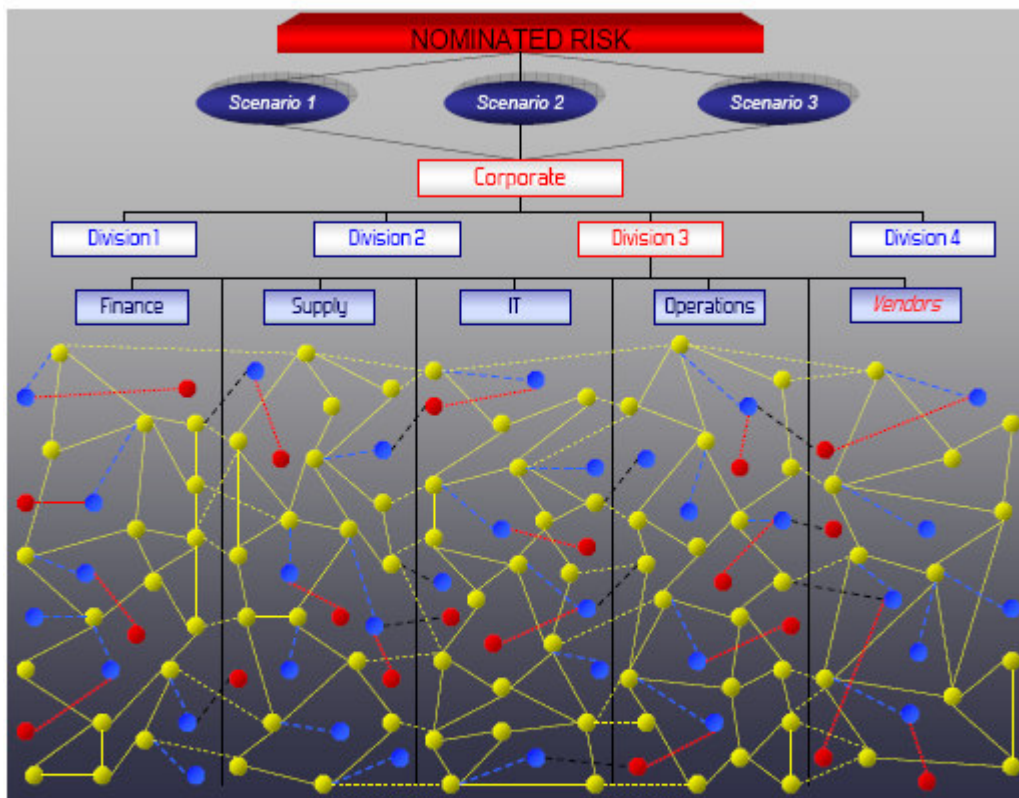 NOMINATED RISK
Scenario 1 Scenario 2 Scenario 3
Corporate
Division 1 Division 2 Division 3 Division 4
Finance Supply IT Operations Vendors